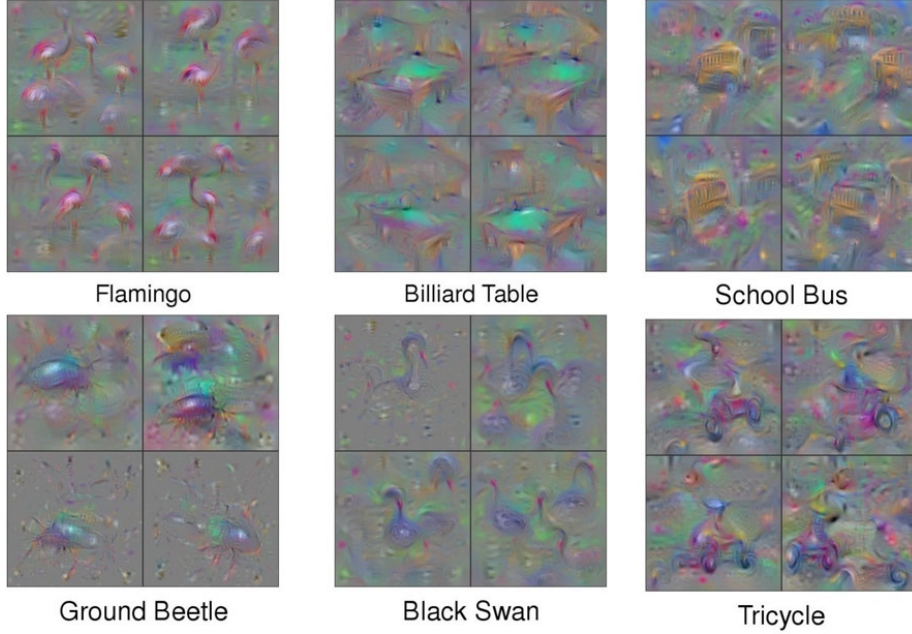 Flamingo
Billiard Table
School Bus
Ground Beetle
Black Swan
Tricycle